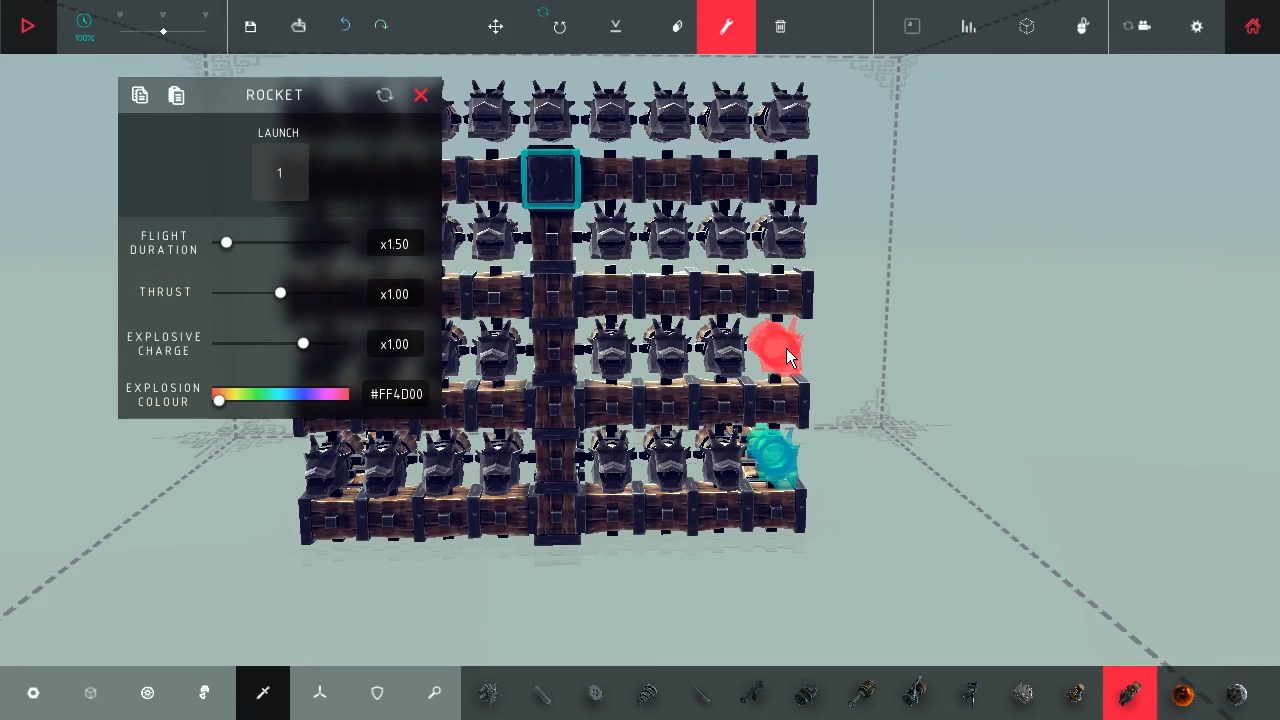 100%
ROCKET
LAUNCH
1
FLIGHT
DURATION
x1.50
THRUST
x1.00
EXPLOSIVE
CHARGE
x1.00
EXPLOSION
COLOUR
#FF4D00